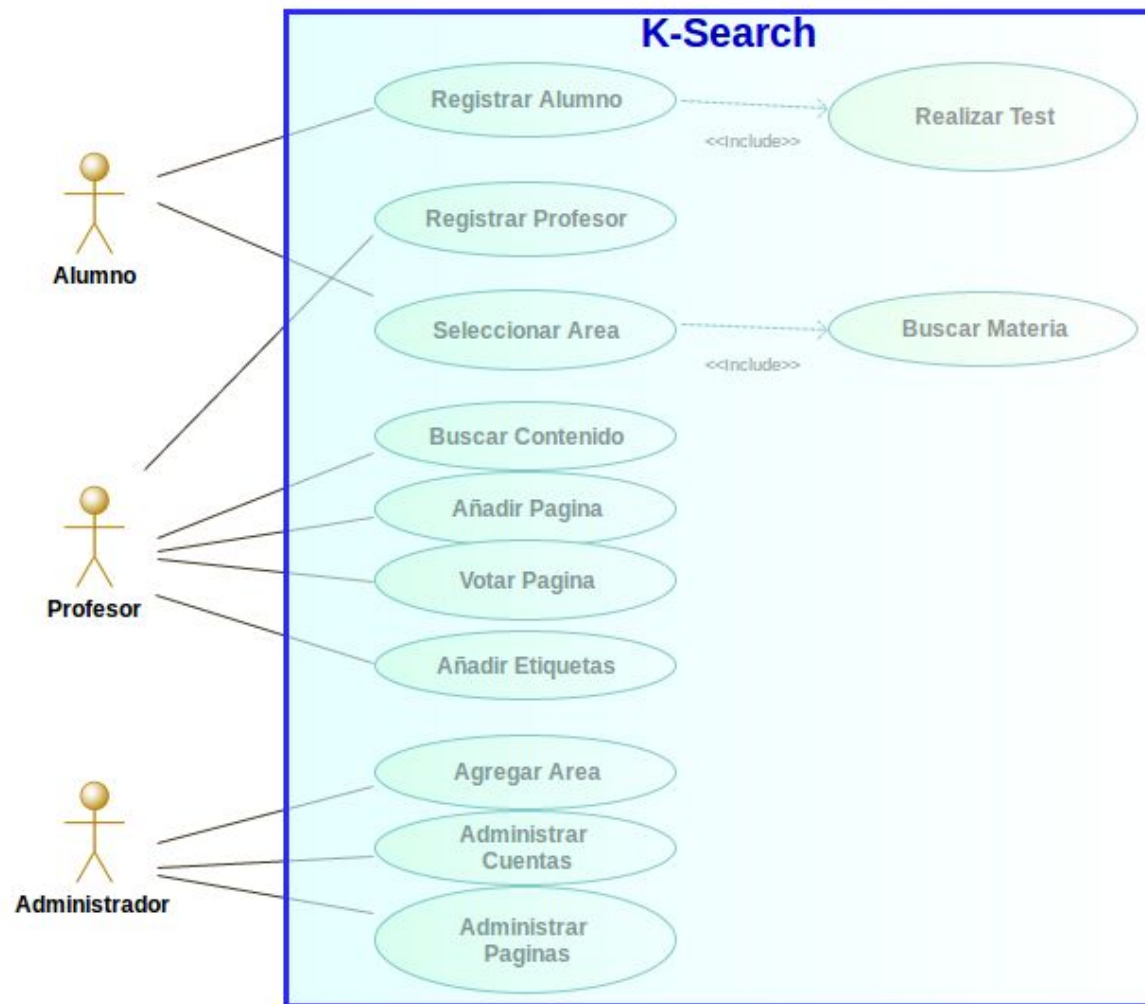 K-Search
Registrar Alumno
Realizar Test
<<Include>>
Registrar Profesor
Alumno
Seleccionar Area
Buscar Materia
<<Include>>
Buscar Contenido
Añadir Pagina
Votar Pagina
Profesor
Añadir Etiquetas
Agregar Area
Administrar
Cuentas
Administrador
Administrar
Paginas